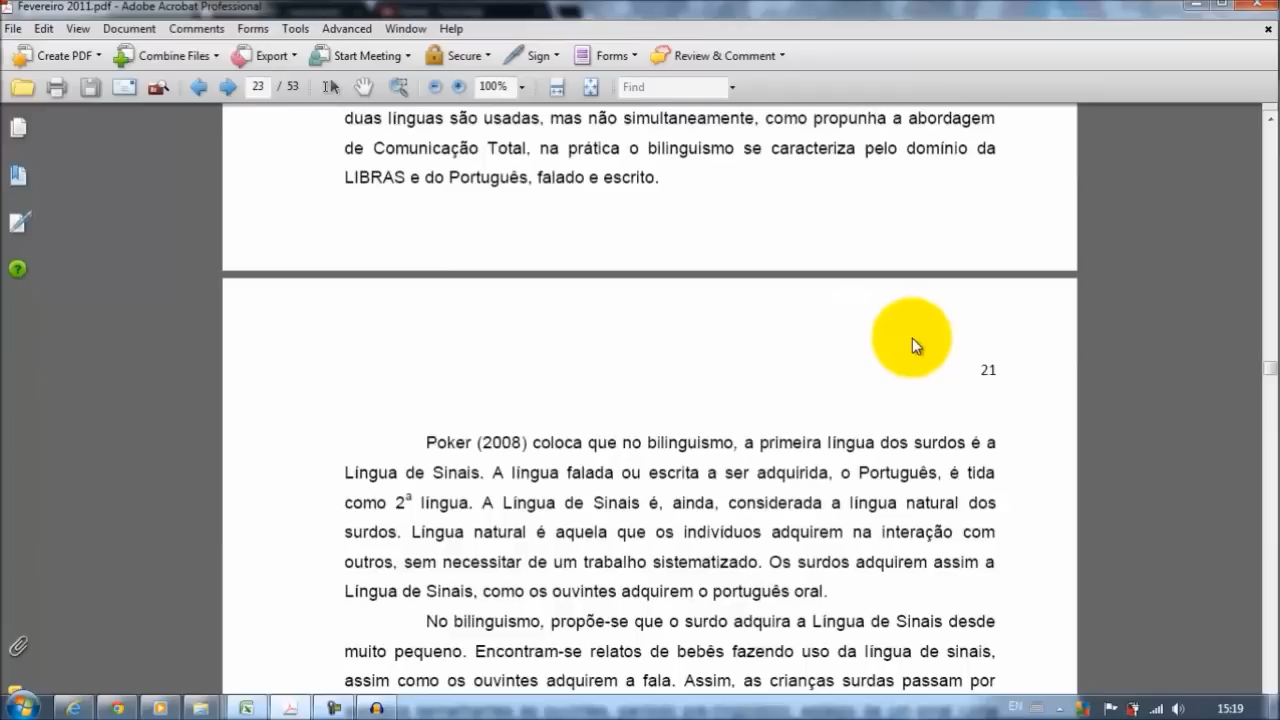 Fevereiro 2011.pdf - Adobe Acrobat Professional
File Edit View Document Comments Forms Tools Advanced Window Help
Create PDF Combine Files Export Start Meeting Secure Sign Forms Review & Comment
23 / 53 100% Find
duas línguas são usadas, mas não simultaneamente, como propunha a abordagem
de Comunicação Total, na prática o bilinguismo se caracteriza pelo domínio da
LIBRAS e do Português, falado e escrito.
21
Poker (2008) coloca que no bilinguismo, a primeira língua dos surdos é a
Língua de Sinais. A língua falada ou escrita a ser adquirida, o Português, é tida
como 2ª língua. A Língua de Sinais é, ainda, considerada a língua natural dos
surdos. Língua natural é aquela que os indivíduos adquirem na interação com
outros, sem necessitar de um trabalho sistematizado. Os surdos adquirem assim a
Língua de Sinais, como os ouvintes adquirem o português oral.
No bilinguismo, propõe-se que o surdo adquira a Língua de Sinais desde
muito pequeno. Encontram-se relatos de bebês fazendo uso da língua de sinais,
assim como os ouvintes adquirem a fala. Assim, as crianças surdas passam por
EN 15:19